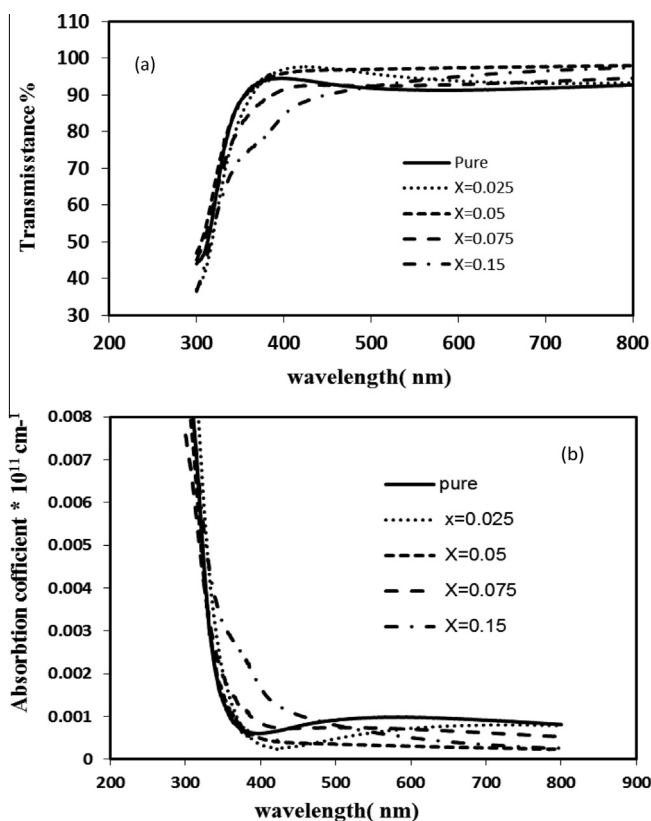 110
100
90
80
70
60
50
40
30
Transmisstance %
(a)
Pure
X=0.025
X=0.05
X=0.075
X=0.15
200
300
400
500
600
700
800
wavelength( nm)
0.008
0.007
0.006
0.005
0.004
0.003
0.002
0.001
0
Absorbtion cofficient * 10¹¹ cm⁻¹
(b)
pure
x=0.025
X=0.05
X=0.075
X=0.15
200
300
400
500
600
700
800
900
wavelength( nm)